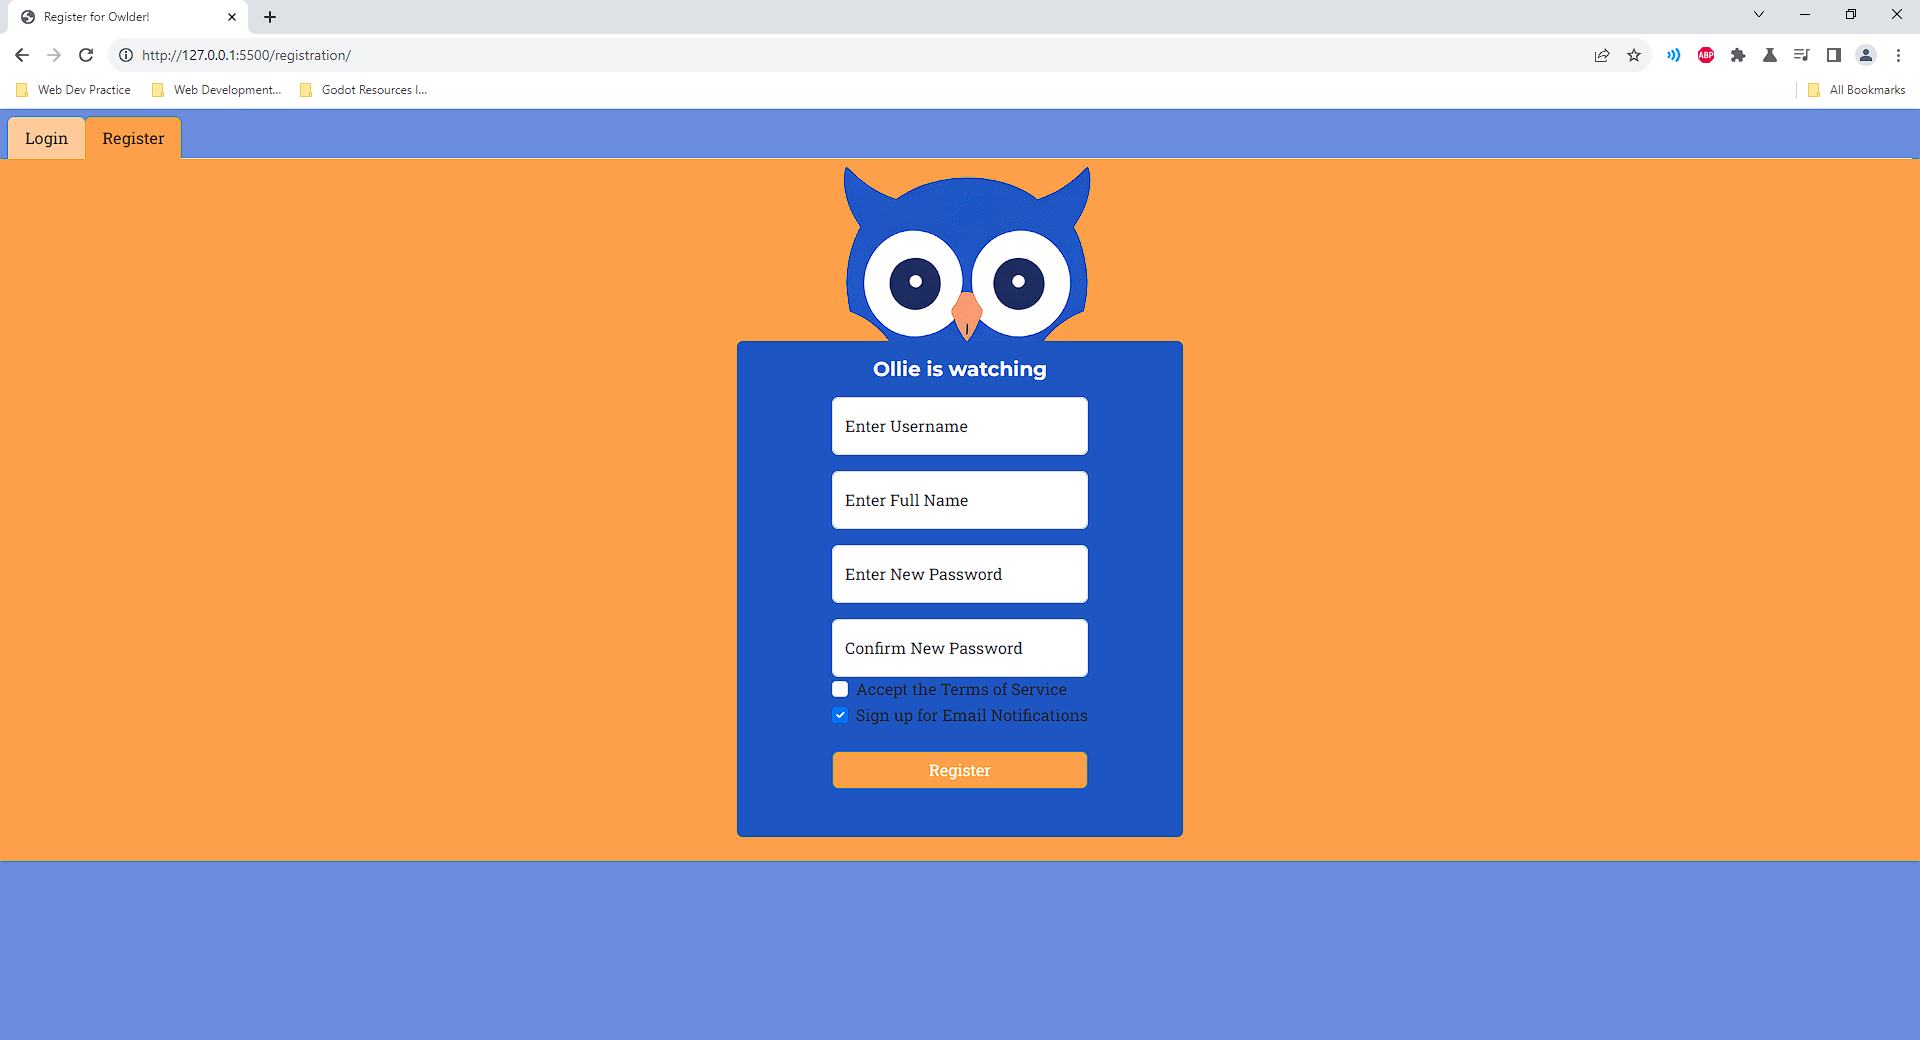 Register for Owlder!
http://127.0.0.1:5500/registration/
ABP
Web Dev Practice
Web Development...
Godot Resources I...
All Bookmarks
Login
Register
Ollie is watching
Enter Username
Enter Full Name
Enter New Password
Confirm New Password
Accept the Terms of Service
Sign up for Email Notifications
Register